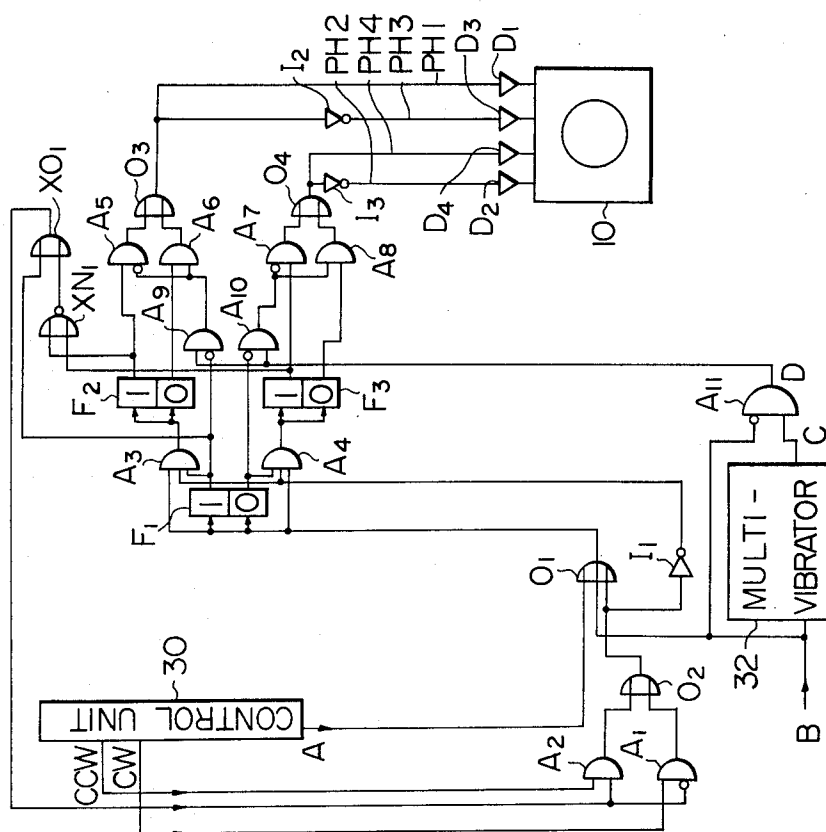 I₂
PH2
PH4
PH3
PH1
D₃
D₁
O₃
XO₁
A₅
A₆
A₇
O₄
I₃
D₄
D₂
10
A₈
XN₁
A₉
A₁₀
F₂
1
0
1
0
F₃
A₃
A₄
F₁
1
0
A₁₁
D
C
O₁
I₁
MULTI-
VIBRATOR
32
B
30
CONTROL UNIT
CCW
CW
A
A₂
A₁
O₂